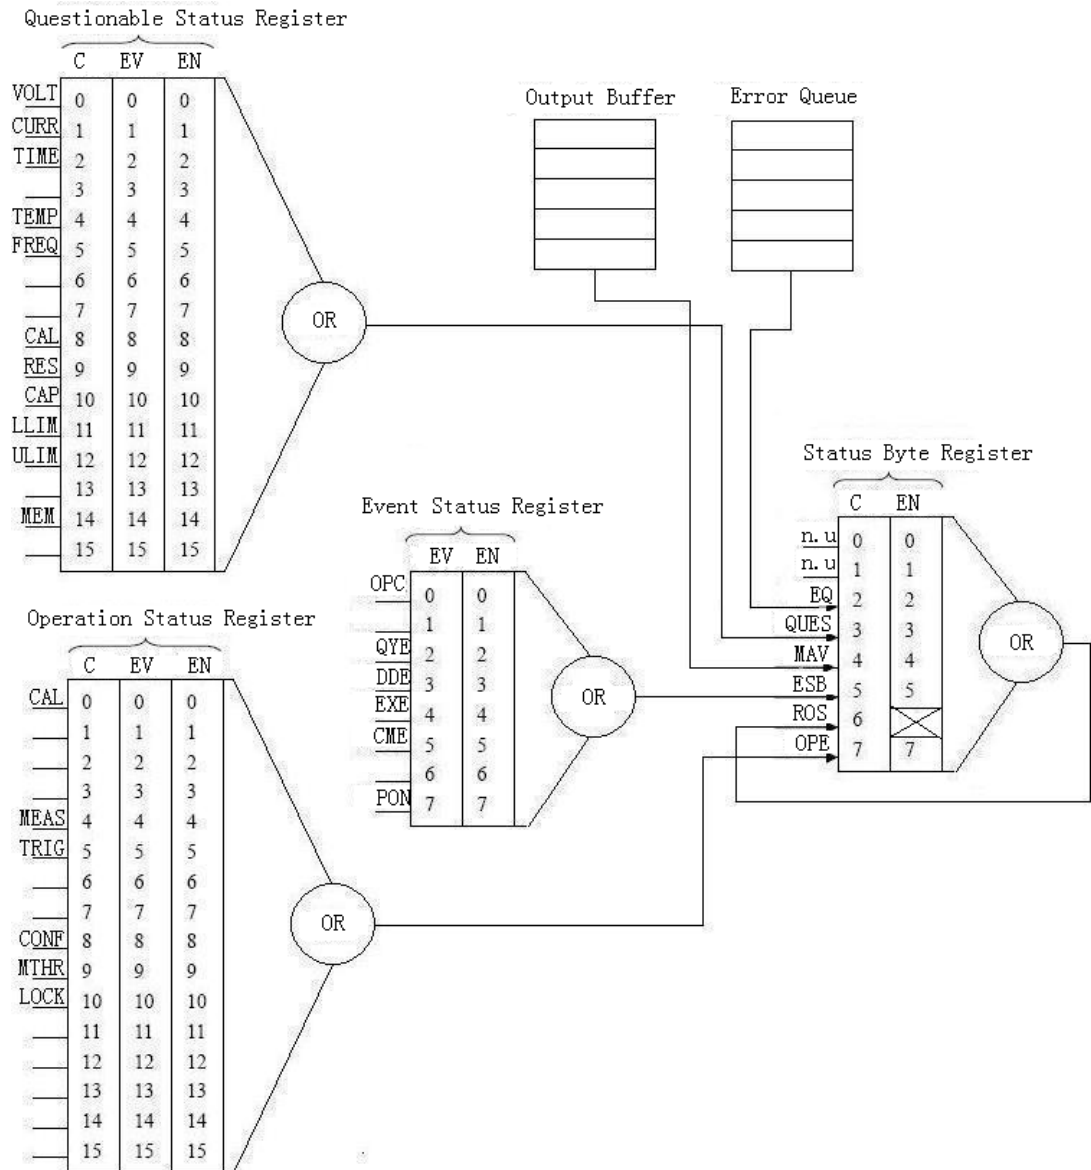 Questionable Status Register
C EV EN
VOLT 0 0 0
CURR 1 1 1
TIME 2 2 2
3 3 3
TEMP 4 4 4
FREQ 5 5 5
6 6 6
7 7 7
CAL 8 8 8
RES 9 9 9
CAP 10 10 10
LLIM 11 11 11
ULIM 12 12 12
13 13 13
MEM 14 14 14
15 15 15
OR
Output Buffer
Error Queue
Event Status Register
EV EN
OPC 0 0
1 1
QYE 2 2
DDE 3 3
EXE 4 4
CME 5 5
6 6
PON 7 7
OR
Status Byte Register
C EN
n.u 0 0
n.u 1 1
EQ 2 2
QUES 3 3
MAV 4 4
ESB 5 5
ROS 6
OPE 7 7
OR
Operation Status Register
C EV EN
CAL 0 0 0
1 1 1
2 2 2
3 3 3
MEAS 4 4 4
TRIG 5 5 5
6 6 6
7 7 7
CONF 8 8 8
MTHR 9 9 9
LOCK 10 10 10
11 11 11
12 12 12
13 13 13
14 14 14
15 15 15
OR